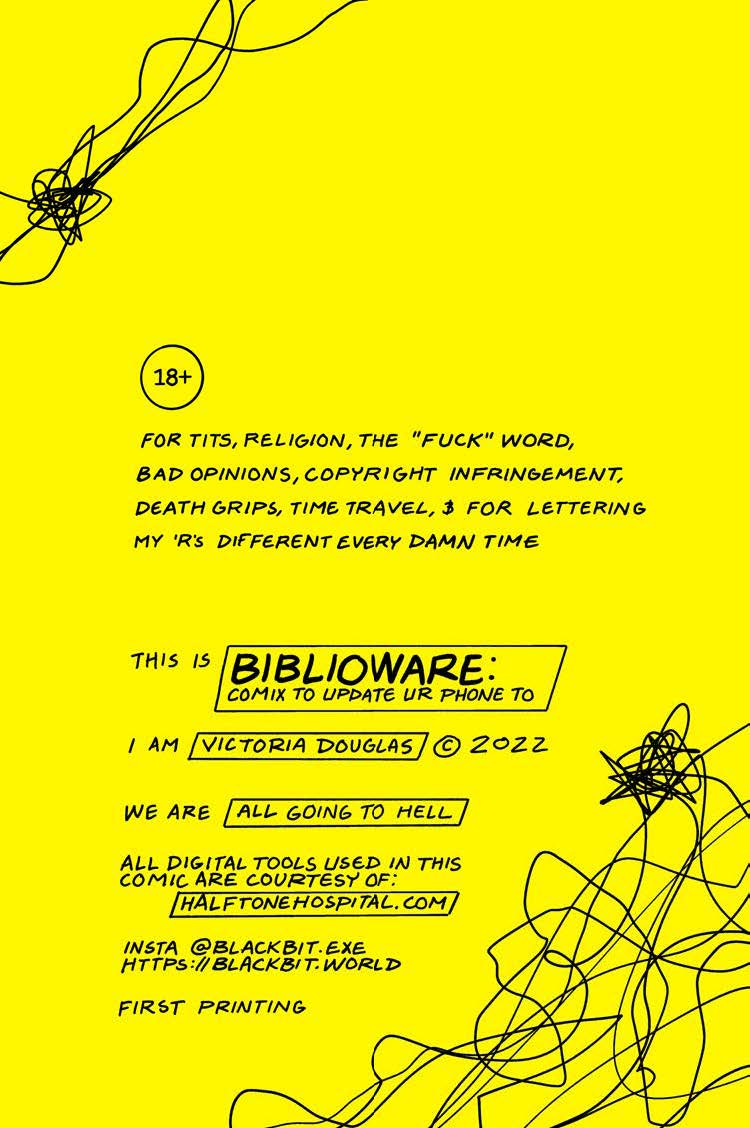 18+
FOR TITS, RELIGION, THE "FUCK" WORD,
BAD OPINIONS, COPYRIGHT INFRINGEMENT,
DEATH GRIPS, TIME TRAVEL, $ FOR LETTERING
MY 'R's DIFFERENT EVERY DAMN TIME
THIS IS BIBLIOWARE:
COMIX TO UPDATE UR PHONE TO
I AM VICTORIA DOUGLAS © 2022
WE ARE ALL GOING TO HELL
ALL DIGITAL TOOLS USED IN THIS
COMIC ARE COURTESY OF:
HALFTONEHOSPITAL.COM
INSTA @BLACKBIT.EXE
HTTPS://BLACKBIT.WORLD
FIRST PRINTING